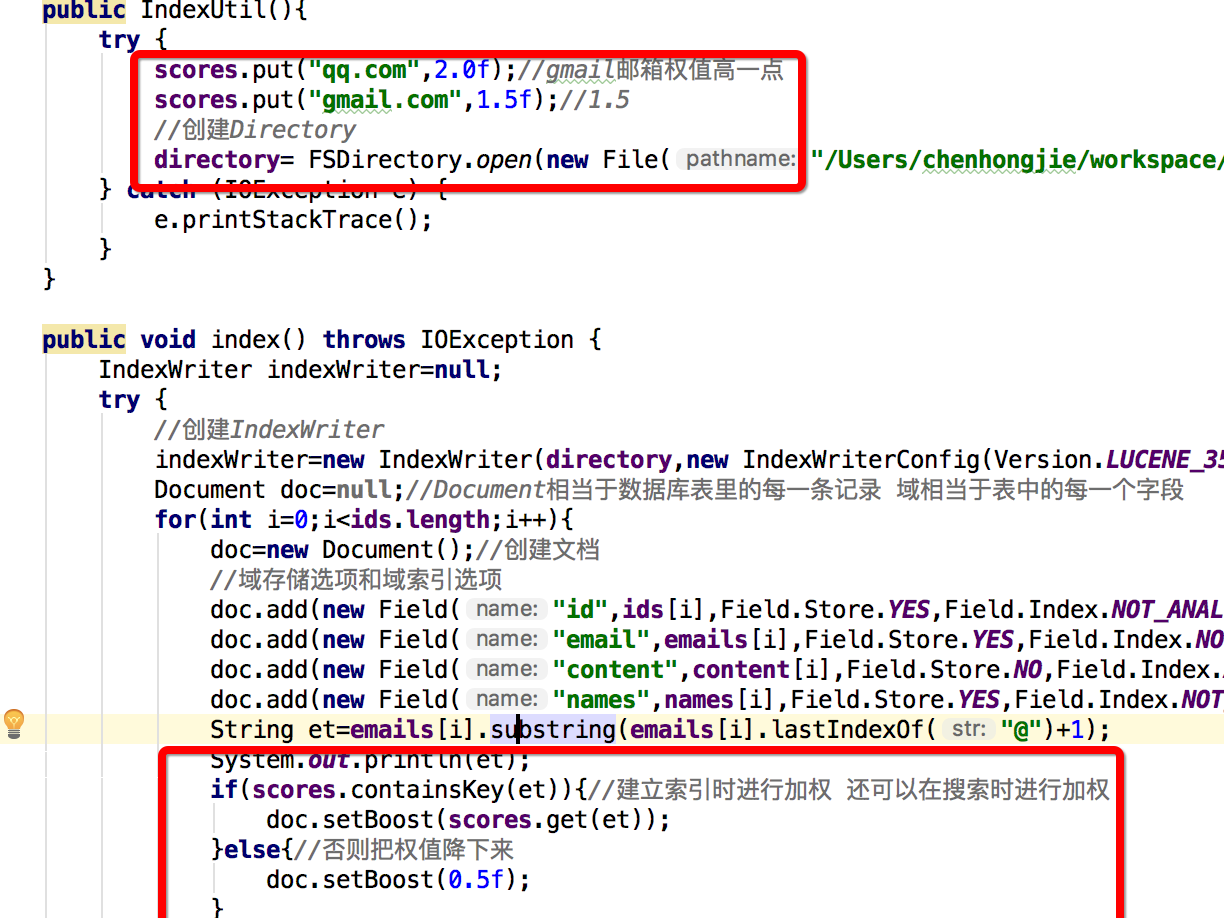 public IndexUtil(){
try {
scores.put("qq.com",2.0f);//gmail邮箱权值高一点
scores.put("gmail.com",1.5f);//1.5
//创建Directory
directory= FSDirectory.open(new File( pathname: "/Users/chenhongjie/workspace/
} catch (IOException e) {
e.printStackTrace();
}
}
public void index() throws IOException {
IndexWriter indexWriter=null;
try {
//创建IndexWriter
indexWriter=new IndexWriter(directory,new IndexWriterConfig(Version.LUCENE_35
Document doc=null;//Document相当于数据库表里的每一条记录 域相当于表中的每一个字段
for(int i=0;i<ids.length;i++){
doc=new Document();//创建文档
//域存储选项和域索引选项
doc.add(new Field( name: "id",ids[i],Field.Store.YES,Field.Index.NOT_ANAL
doc.add(new Field( name: "email",emails[i],Field.Store.YES,Field.Index.NO
doc.add(new Field( name: "content",content[i],Field.Store.NO,Field.Index.
doc.add(new Field( name: "names",names[i],Field.Store.YES,Field.Index.NOT
String et=emails[i].substring(emails[i].lastIndexOf( str: "@")+1);
System.out.println(et);
if(scores.containsKey(et)){//建立索引时进行加权 还可以在搜索时进行加权
doc.setBoost(scores.get(et));
}else{//否则把权值降下来
doc.setBoost(0.5f);
}